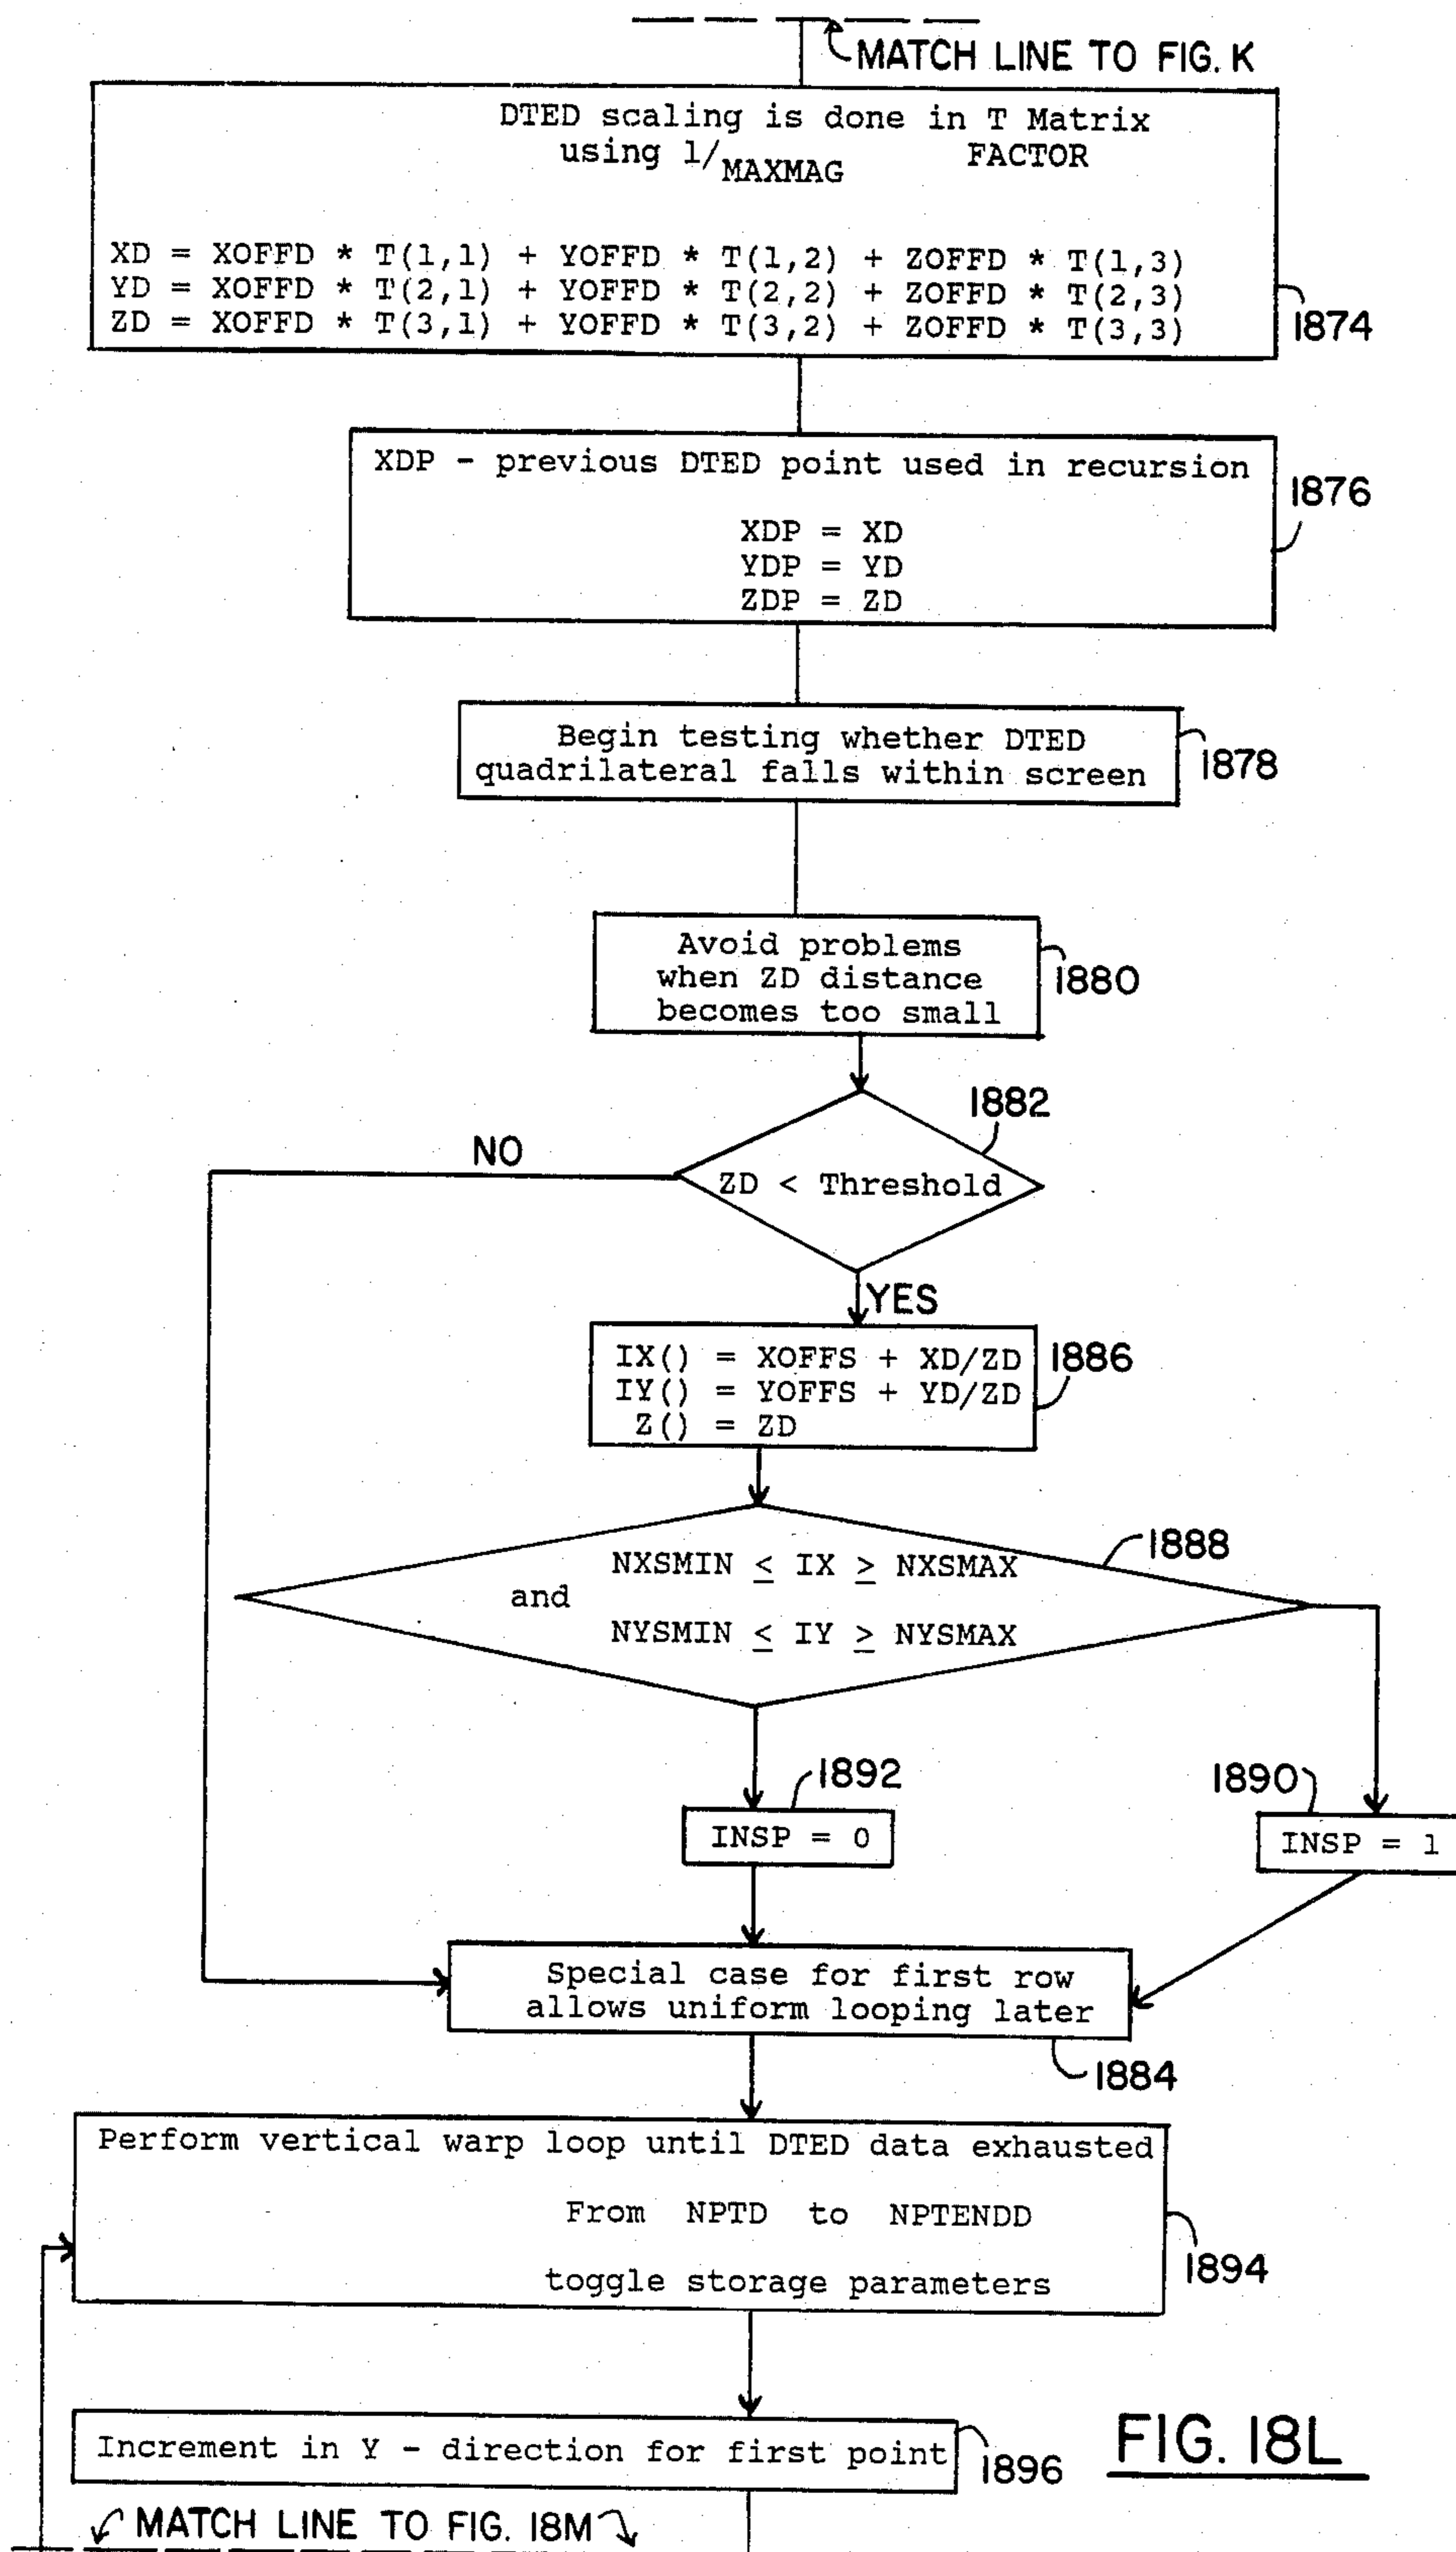 MATCH LINE TO FIG. K
DTED scaling is done in T Matrix
using 1/MAXMAG FACTOR
XD = XOFFD * T(1,1) + YOFFD * T(1,2) + ZOFFD * T(1,3)
YD = XOFFD * T(2,1) + YOFFD * T(2,2) + ZOFFD * T(2,3)
ZD = XOFFD * T(3,1) + YOFFD * T(3,2) + ZOFFD * T(3,3)
1874
XDP - previous DTED point used in recursion
1876
XDP = XD
YDP = YD
ZDP = ZD
Begin testing whether DTED
quadrilateral falls within screen
1878
Avoid problems
when ZD distance
becomes too small
1880
1882
NO
ZD < Threshold
YES
IX() = XOFFS + XD/ZD
IY() = YOFFS + YD/ZD
Z() = ZD
1886
1888
NXSMIN ≤ IX ≥ NXSMAX
and
NYSMIN ≤ IY ≥ NYSMAX
1892
1890
INSP = 0
INSP = 1
Special case for first row
allows uniform looping later
1884
Perform vertical warp loop until DTED data exhausted
From NPTD to NPTENDD
1894
toggle storage parameters
Increment in Y - direction for first point
1896
FIG. 18L
MATCH LINE TO FIG. 18M